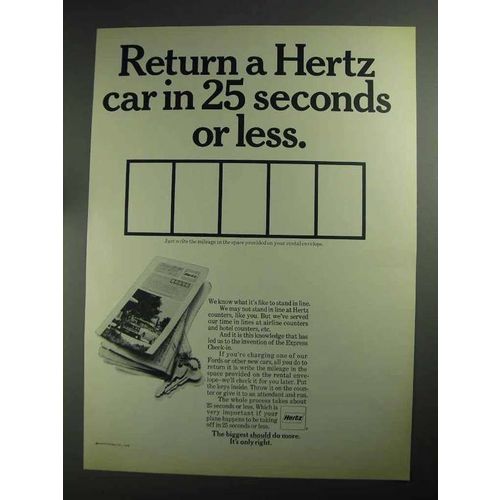 Return a Hertz
car in 25 seconds
or less.
Just write the mileage in the space provided on your rental envelope.
We know what it's like to stand in line.
We may not stand in line at Hertz
counters, like you. But we've served
our time in lines at airline counters
and hotel counters, etc.
And it is this knowledge that has
led us to the invention of the Express
Check-in.
If you're charging one of our
Fords or other new cars, all you do to
return it is write the mileage in the
space provided on the rental enve-
lope—we'll check it for you later. Put
the keys inside. Throw it on the coun-
ter or give it to an attendant and run.
The whole process takes about
25 seconds or less. Which is
very important if your
plane happens to be taking
off in 25 seconds or less.
Hertz
The biggest should do more.
It's only right.